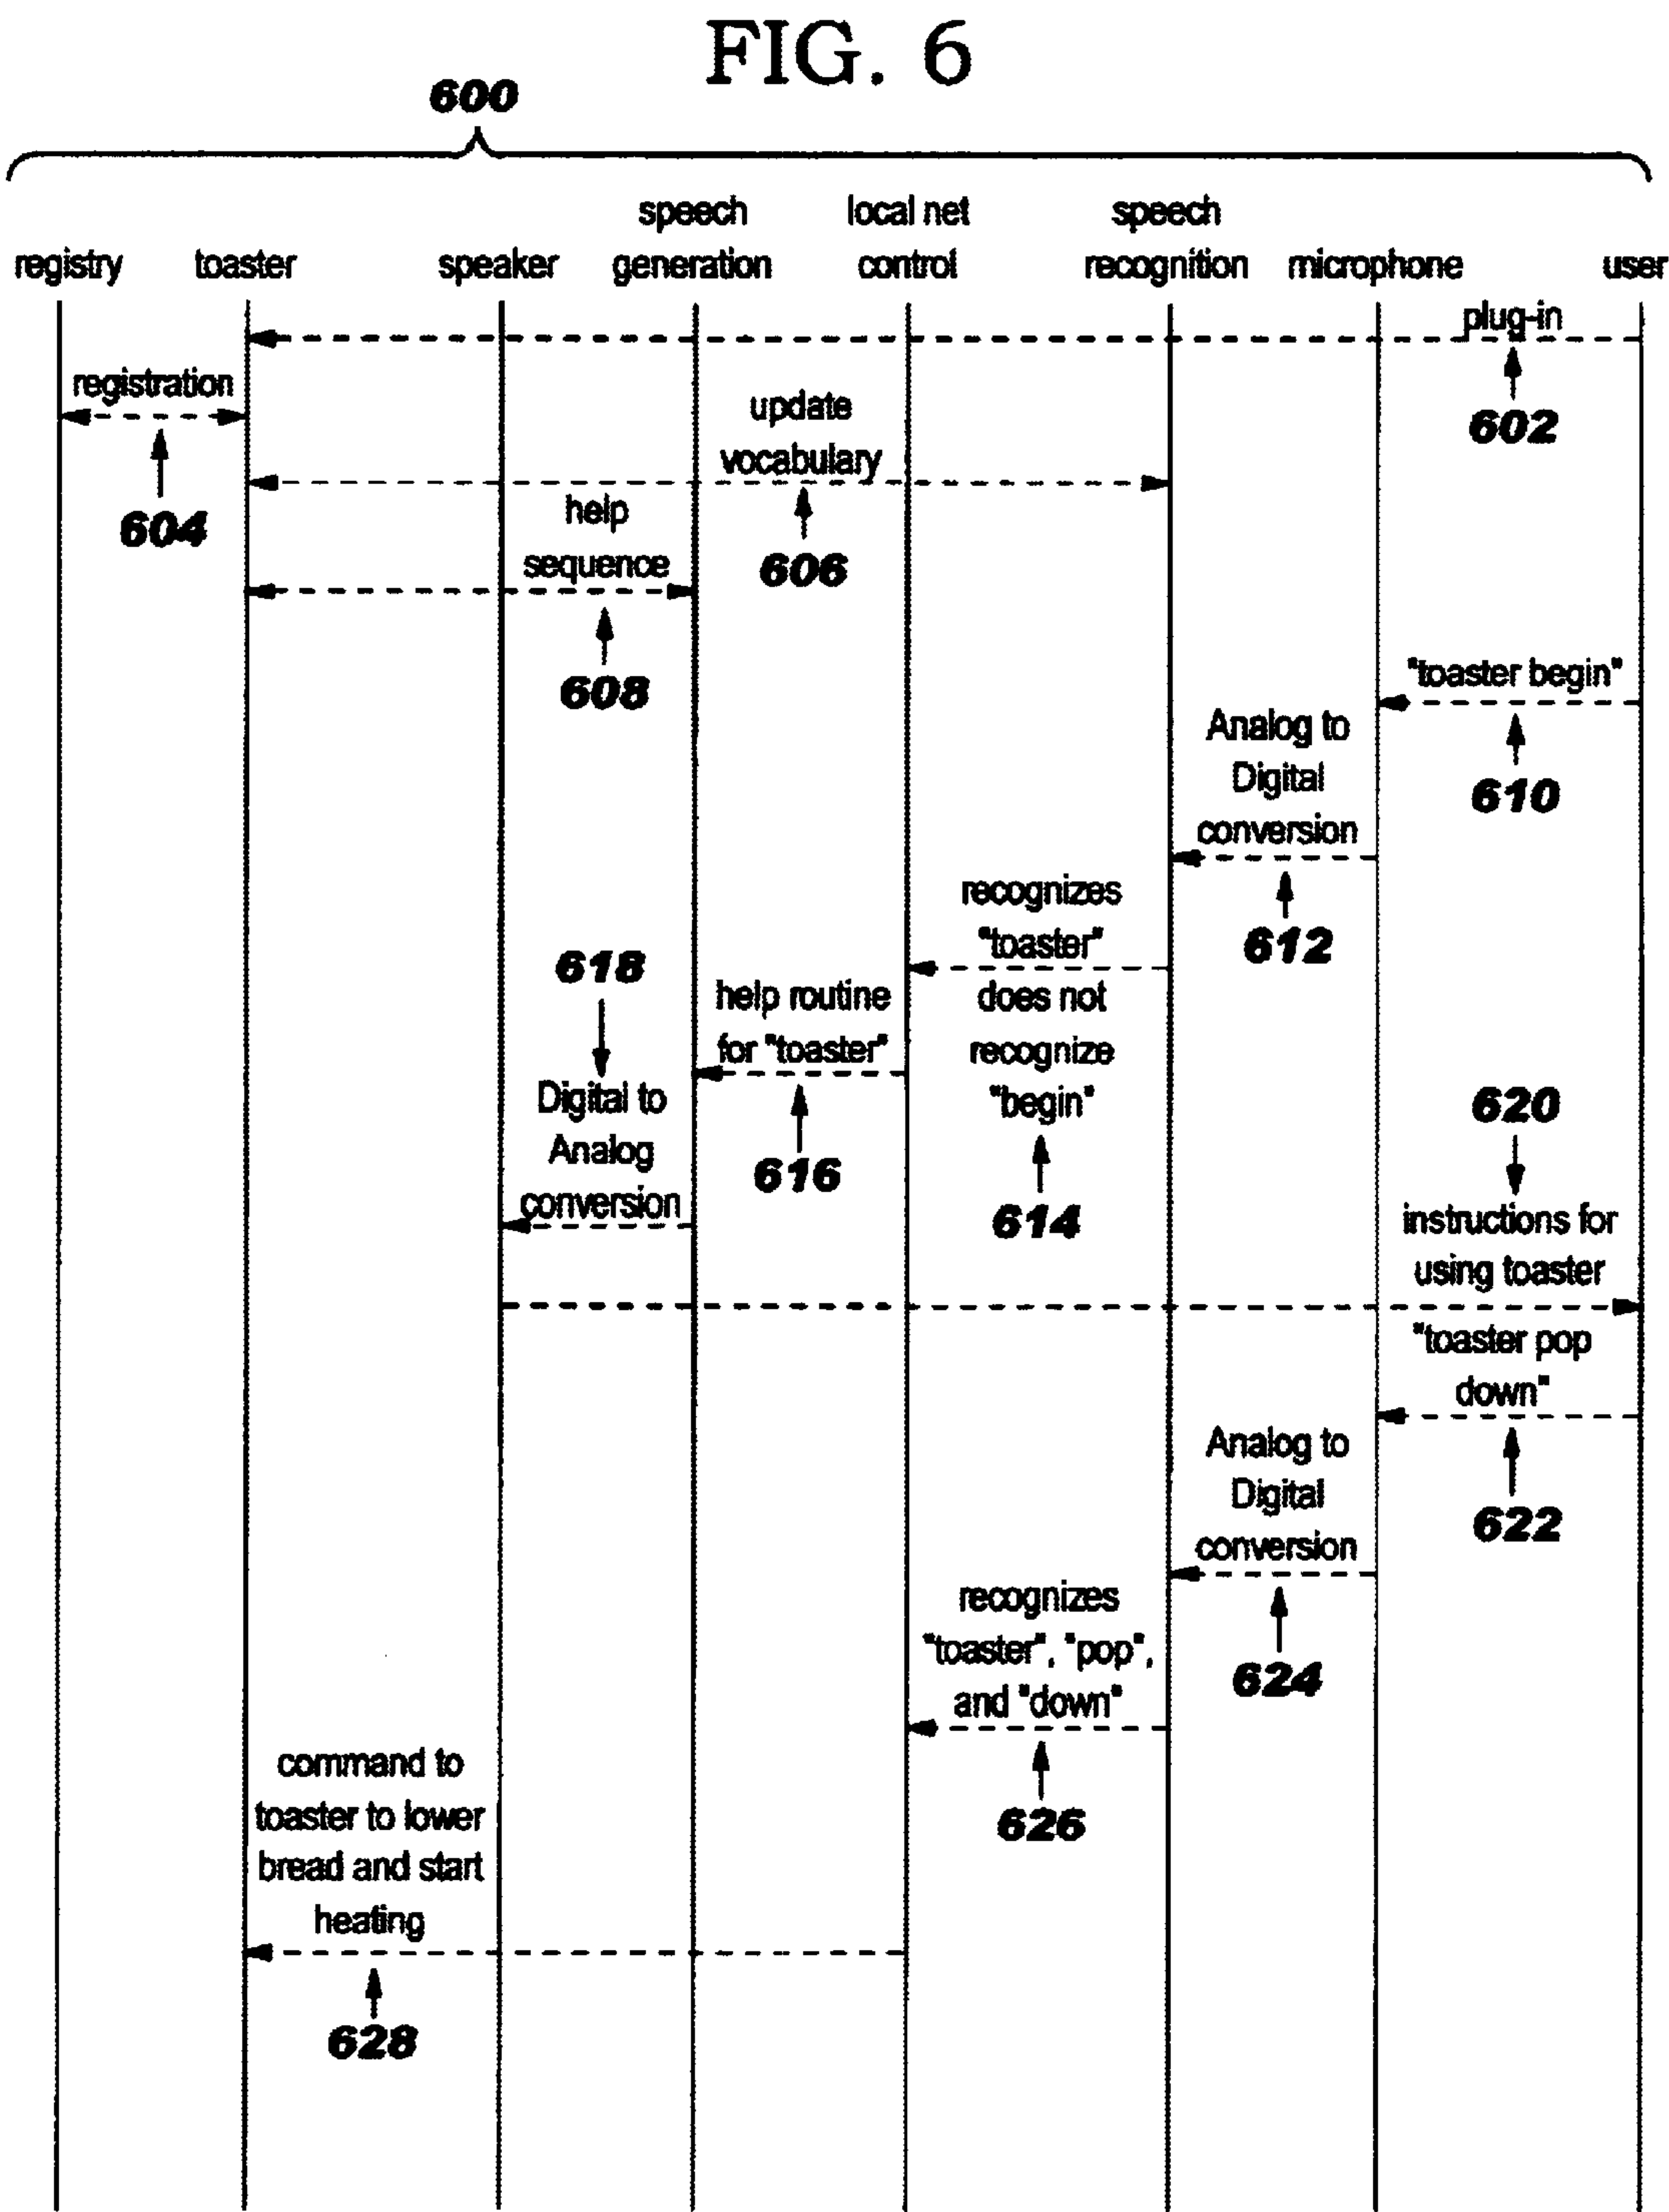 FIG. 6
600
speech
local net
speech
registry
toaster
speaker
generation
control
recognition
microphone
user
plug-in
602
registration
604
update
vocabulary
606
help
sequence
608
"toaster begin"
610
Analog to
Digital
conversion
612
recognizes
"toaster"
does not
recognize
"begin"
614
help routine
for "toaster"
616
618
Digital to
Analog
conversion
620
instructions for
using toaster
"toaster pop
down"
622
Analog to
Digital
conversion
624
recognizes
"toaster", "pop",
and "down"
626
command to
toaster to lower
bread and start
heating
628